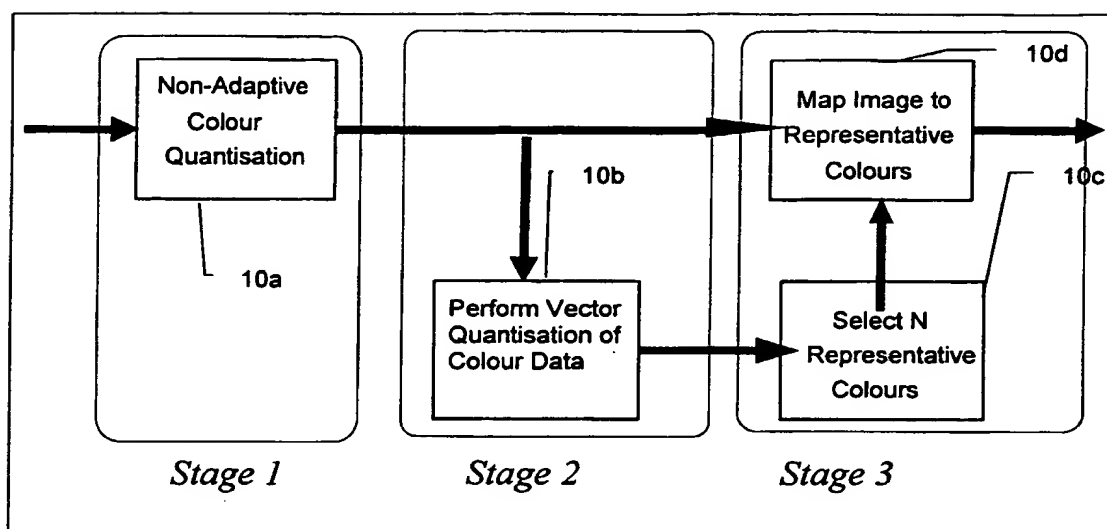 Non-Adaptive
Colour
Quantisation
10a
10b
Perform Vector
Quantisation of
Colour Data
10d
Map Image to
Representative
Colours
10c
Select N
Representative
Colours
Stage 1
Stage 2
Stage 3